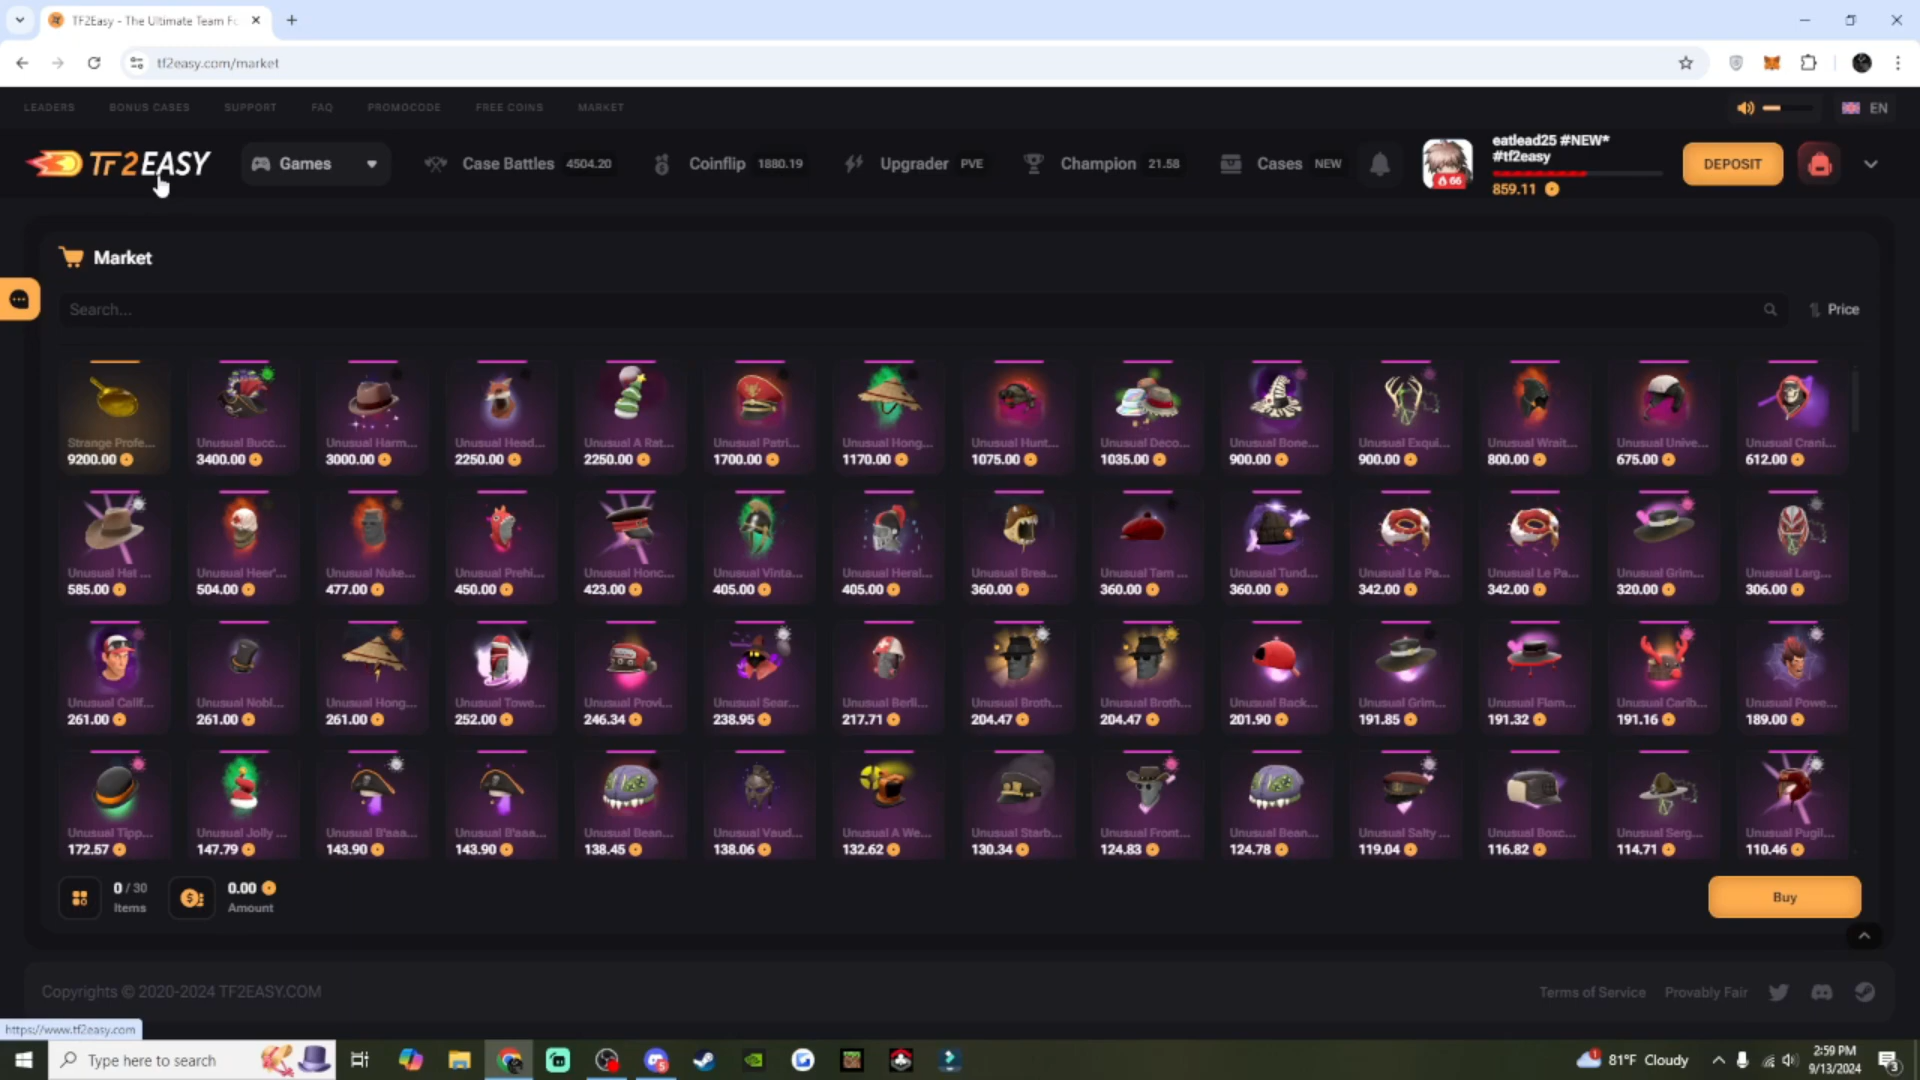 TF2Easy - The Ultimate Team Fo
tf2easy.com/market
LEADERS BONUS CASES SUPPORT FAQ PROMOCODE FREE COINS MARKET EN
TF2EASY Games Case Battles 4504.20 Coinflip 1880.19 Upgrader PVE Champion 21.58 Cases NEW
66
eatlead25 #NEW*
#tf2easy
859.11
DEPOSIT
Market
Search... Price
Strange Profe... Unusual Bucc... Unusual Harm... Unusual Head... Unusual A Rat... Unusual Patri... Unusual Hong... Unusual Hunt... Unusual Deco... Unusual Bone... Unusual Exqui... Unusual Wrait... Unusual Unive... Unusual Crani...
9200.00 3400.00 3000.00 2250.00 2250.00 1700.00 1170.00 1075.00 1035.00 900.00 900.00 800.00 675.00 612.00
Unusual Hat ... Unusual Heer'... Unusual Nuke... Unusual Prehi... Unusual Honc... Unusual Vinta... Unusual Heral... Unusual Brea... Unusual Tam ... Unusual Tund... Unusual Le Pa... Unusual Le Pa... Unusual Grim... Unusual Larg...
585.00 504.00 477.00 450.00 423.00 405.00 405.00 360.00 360.00 360.00 342.00 342.00 320.00 306.00
Unusual Calif... Unusual Nobl... Unusual Hong... Unusual Towe... Unusual Provi... Unusual Sear... Unusual Berli... Unusual Broth... Unusual Broth... Unusual Back... Unusual Grim... Unusual Flam... Unusual Carib... Unusual Powe...
261.00 261.00 261.00 252.00 246.34 238.95 217.71 204.47 204.47 201.90 191.85 191.32 191.16 189.00
Unusual Tipp... Unusual Jolly ... Unusual B'aaa... Unusual B'aaa... Unusual Bean... Unusual Vaud... Unusual A We... Unusual Starb... Unusual Front... Unusual Bean... Unusual Salty ... Unusual Boxc... Unusual Serg... Unusual Pugil...
172.57 147.79 143.90 143.90 138.45 138.06 132.62 130.34 124.83 124.78 119.04 116.82 114.71 110.46
0 / 30 0.00
Items Amount
Buy
Copyrights © 2020-2024 TF2EASY.COM Terms of Service Provably Fair
https://www.tf2easy.com
Type here to search 81°F Cloudy
2:59 PM
9/13/2024
3